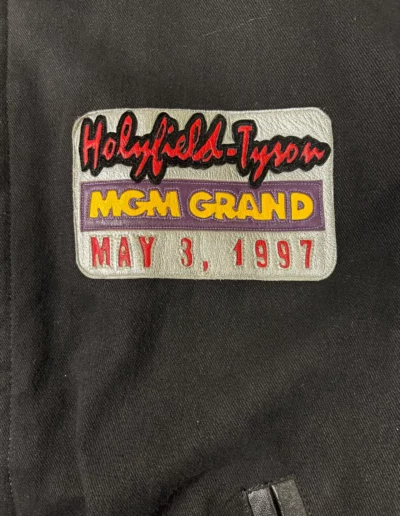 Holyfield-Tyson
MGM GRAND
MAY 3, 1997